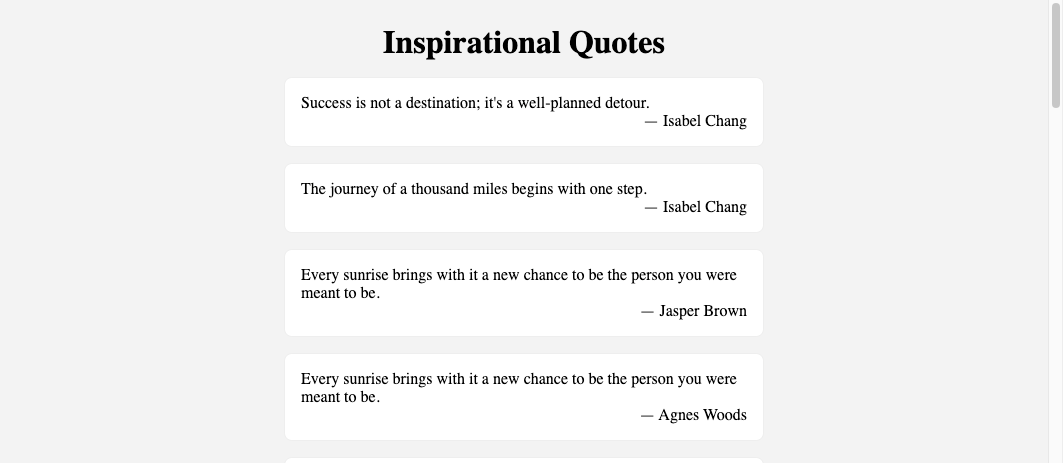 Inspirational Quotes
Success is not a destination; it's a well-planned detour.
— Isabel Chang
The journey of a thousand miles begins with one step.
— Isabel Chang
Every sunrise brings with it a new chance to be the person you were
meant to be.
— Jasper Brown
Every sunrise brings with it a new chance to be the person you were
meant to be.
— Agnes Woods